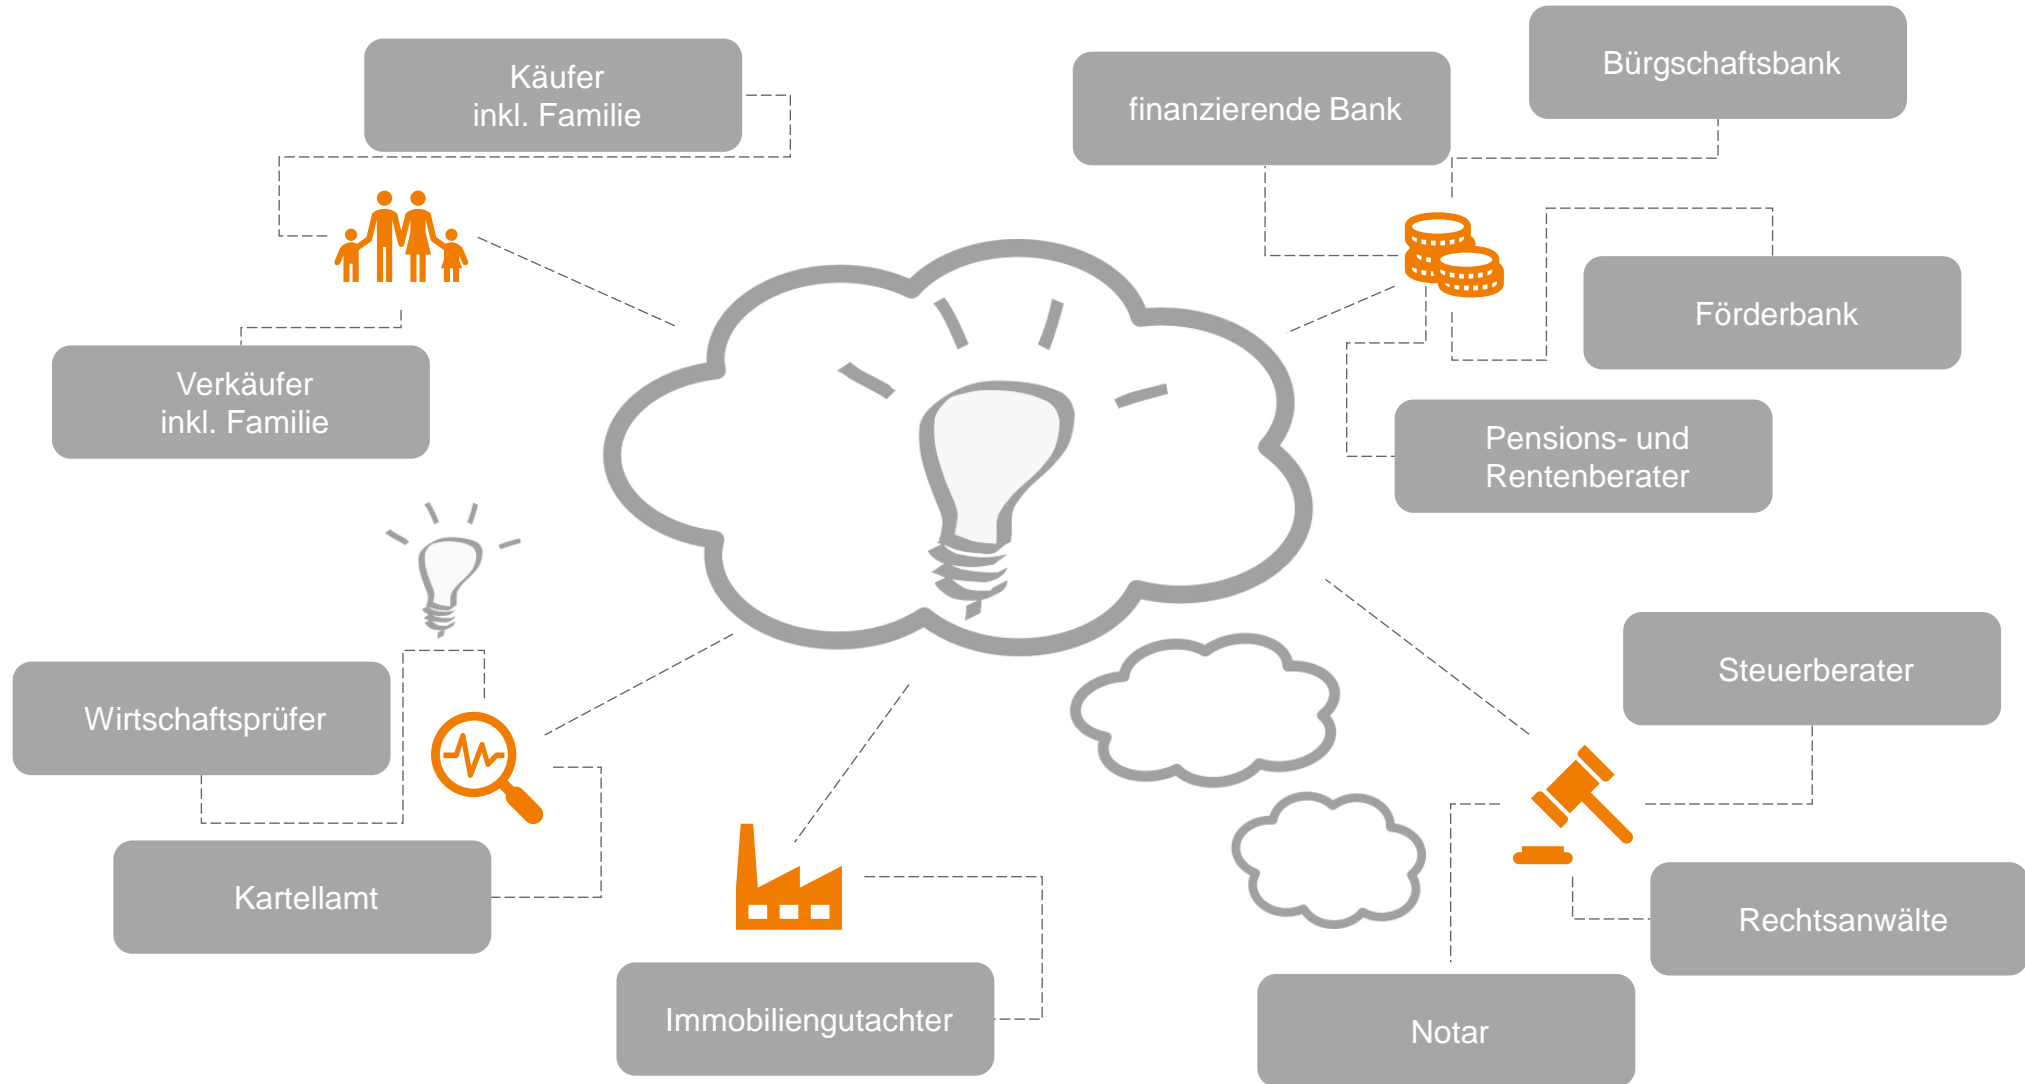 Käufer
inkl. Familie
finanzierende Bank
Bürgschaftsbank
Förderbank
Verkäufer
inkl. Familie
Pensions- und
Rentenberater
Wirtschaftsprüfer
Steuerberater
Kartellamt
Rechtsanwälte
Immobiliengutachter
Notar